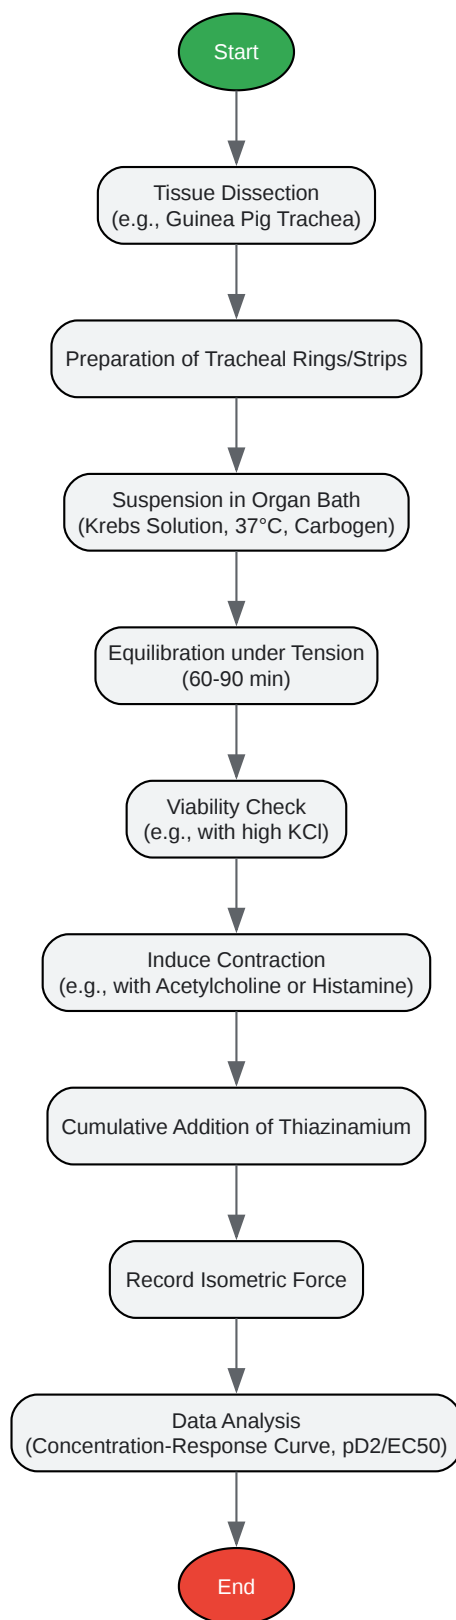 Start
Tissue Dissection
(e.g., Guinea Pig Trachea)
Preparation of Tracheal Rings/Strips
Suspension in Organ Bath
(Krebs Solution, 37°C, Carbogen)
Equilibration under Tension
(60-90 min)
Viability Check
(e.g., with high KCl)
Induce Contraction
(e.g., with Acetylcholine or Histamine)
Cumulative Addition of Thiazinamium
Record Isometric Force
Data Analysis
(Concentration-Response Curve, pD2/EC50)
End